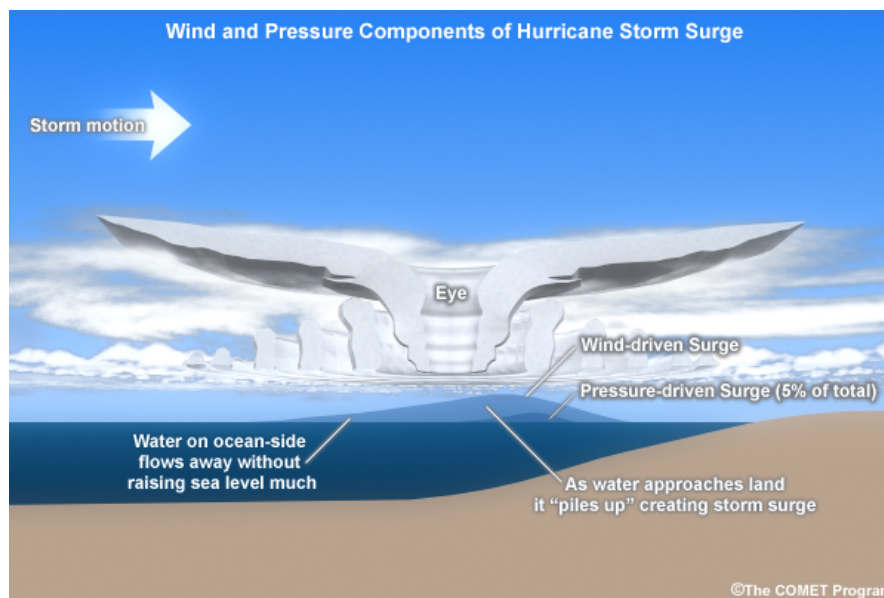 Wind and Pressure Components of Hurricane Storm Surge
Storm motion
Eye
Wind-driven Surge
Pressure-driven Surge (5% of total)
Water on ocean-side
flows away without
raising sea level much
As water approaches land
it “piles up” creating storm surge
©The COMET Program